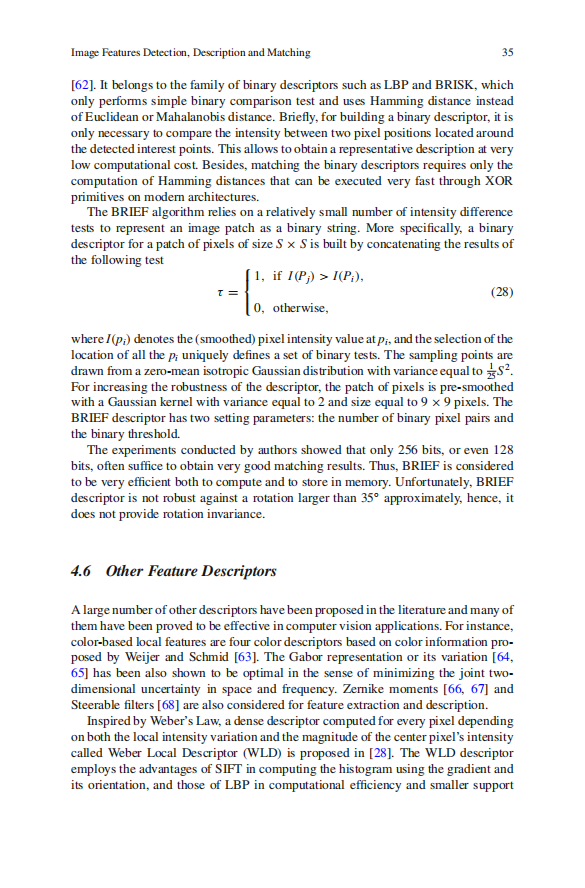 Image Features Detection, Description and Matching 35
[62]. It belongs to the family of binary descriptors such as LBP and BRISK, which
only performs simple binary comparison test and uses Hamming distance instead
of Euclidean or Mahalanobis distance. Briefly, for building a binary descriptor, it is
only necessary to compare the intensity between two pixel positions located around
the detected interest points. This allows to obtain a representative description at very
low computational cost. Besides, matching the binary descriptors requires only the
computation of Hamming distances that can be executed very fast through XOR
primitives on modern architectures.
The BRIEF algorithm relies on a relatively small number of intensity difference
tests to represent an image patch as a binary string. More specifically, a binary
descriptor for a patch of pixels of size S × S is built by concatenating the results of
the following test
τ = { 1, if I(Pj) > I(Pi),
0, otherwise, (28)
where I(pi) denotes the (smoothed) pixel intensity value at pi, and the selection of the
location of all the pi uniquely defines a set of binary tests. The sampling points are
drawn from a zero-mean isotropic Gaussian distribution with variance equal to 1/25 S².
For increasing the robustness of the descriptor, the patch of pixels is pre-smoothed
with a Gaussian kernel with variance equal to 2 and size equal to 9 × 9 pixels. The
BRIEF descriptor has two setting parameters: the number of binary pixel pairs and
the binary threshold.
The experiments conducted by authors showed that only 256 bits, or even 128
bits, often suffice to obtain very good matching results. Thus, BRIEF is considered
to be very efficient both to compute and to store in memory. Unfortunately, BRIEF
descriptor is not robust against a rotation larger than 35° approximately, hence, it
does not provide rotation invariance.
4.6 Other Feature Descriptors
A large number of other descriptors have been proposed in the literature and many of
them have been proved to be effective in computer vision applications. For instance,
color-based local features are four color descriptors based on color information pro-
posed by Weijer and Schmid [63]. The Gabor representation or its variation [64,
65] has been also shown to be optimal in the sense of minimizing the joint two-
dimensional uncertainty in space and frequency. Zernike moments [66, 67] and
Steerable filters [68] are also considered for feature extraction and description.
Inspired by Weber's Law, a dense descriptor computed for every pixel depending
on both the local intensity variation and the magnitude of the center pixel's intensity
called Weber Local Descriptor (WLD) is proposed in [28]. The WLD descriptor
employs the advantages of SIFT in computing the histogram using the gradient and
its orientation, and those of LBP in computational efficiency and smaller support